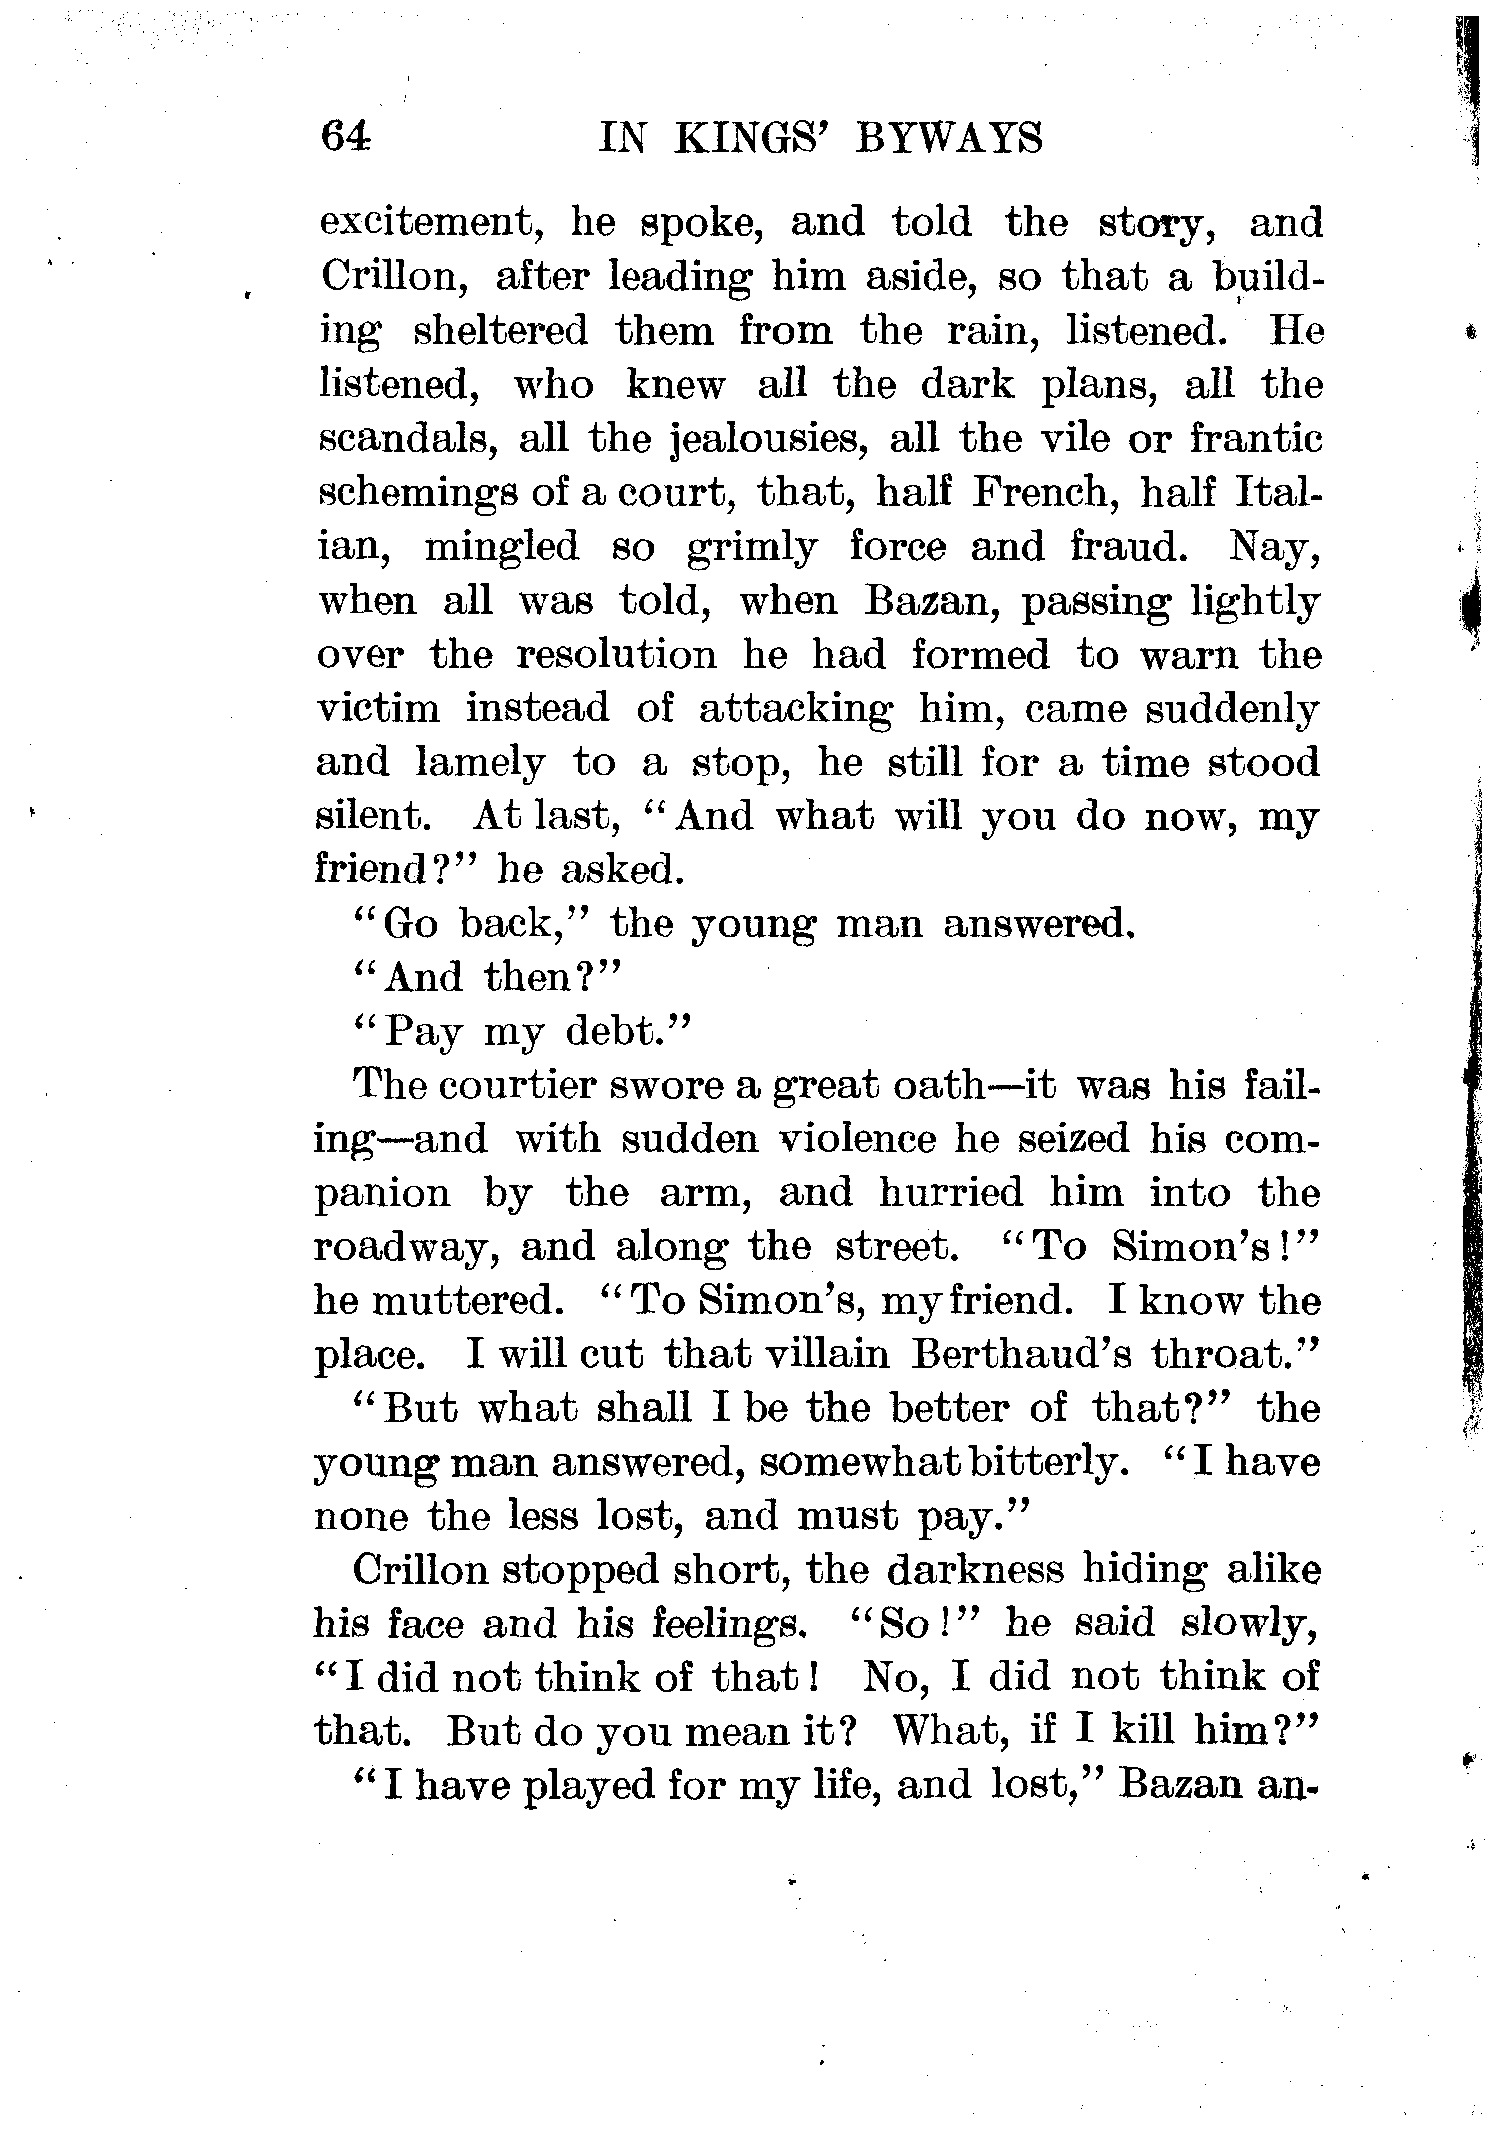 64 IN KINGS' BYWAYS
excitement, he spoke, and told the story, and
Crillon, after leading him aside, so that a build-
ing sheltered them from the rain, listened. He
listened, who knew all the dark plans, all the
scandals, all the jealousies, all the vile or frantic
schemings of a court, that, half French, half Ital-
ian, mingled so grimly force and fraud. Nay,
when all was told, when Bazan, passing lightly
over the resolution he had formed to warn the
victim instead of attacking him, came suddenly
and lamely to a stop, he still for a time stood
silent. At last, "And what will you do now, my
friend?" he asked.
"Go back," the young man answered.
"And then?"
"Pay my debt."
The courtier swore a great oath—it was his fail-
ing—and with sudden violence he seized his com-
panion by the arm, and hurried him into the
roadway, and along the street. "To Simon's!"
he muttered. "To Simon's, my friend. I know the
place. I will cut that villain Berthaud's throat."
"But what shall I be the better of that?" the
young man answered, somewhat bitterly. "I have
none the less lost, and must pay."
Crillon stopped short, the darkness hiding alike
his face and his feelings. "So!" he said slowly,
"I did not think of that! No, I did not think of
that. But do you mean it? What, if I kill him?"
"I have played for my life, and lost," Bazan an-